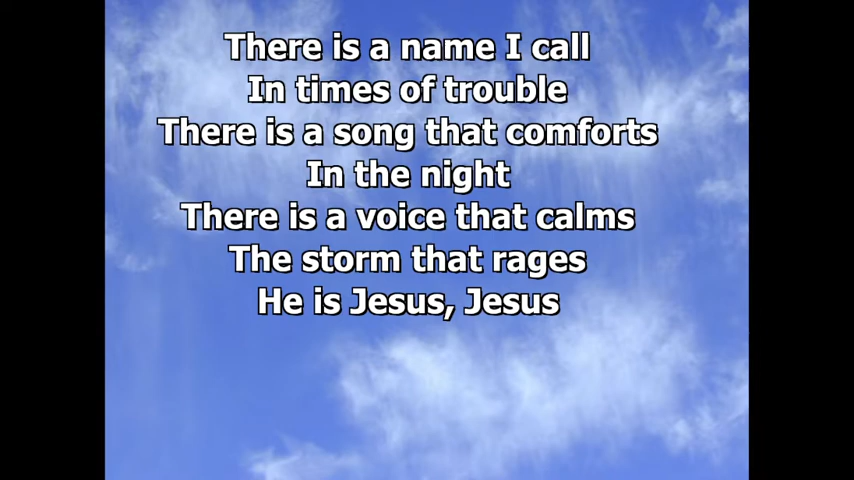 There is a name I call
In times of trouble
There is a song that comforts
In the night
There is a voice that calms
The storm that rages
He is Jesus, Jesus